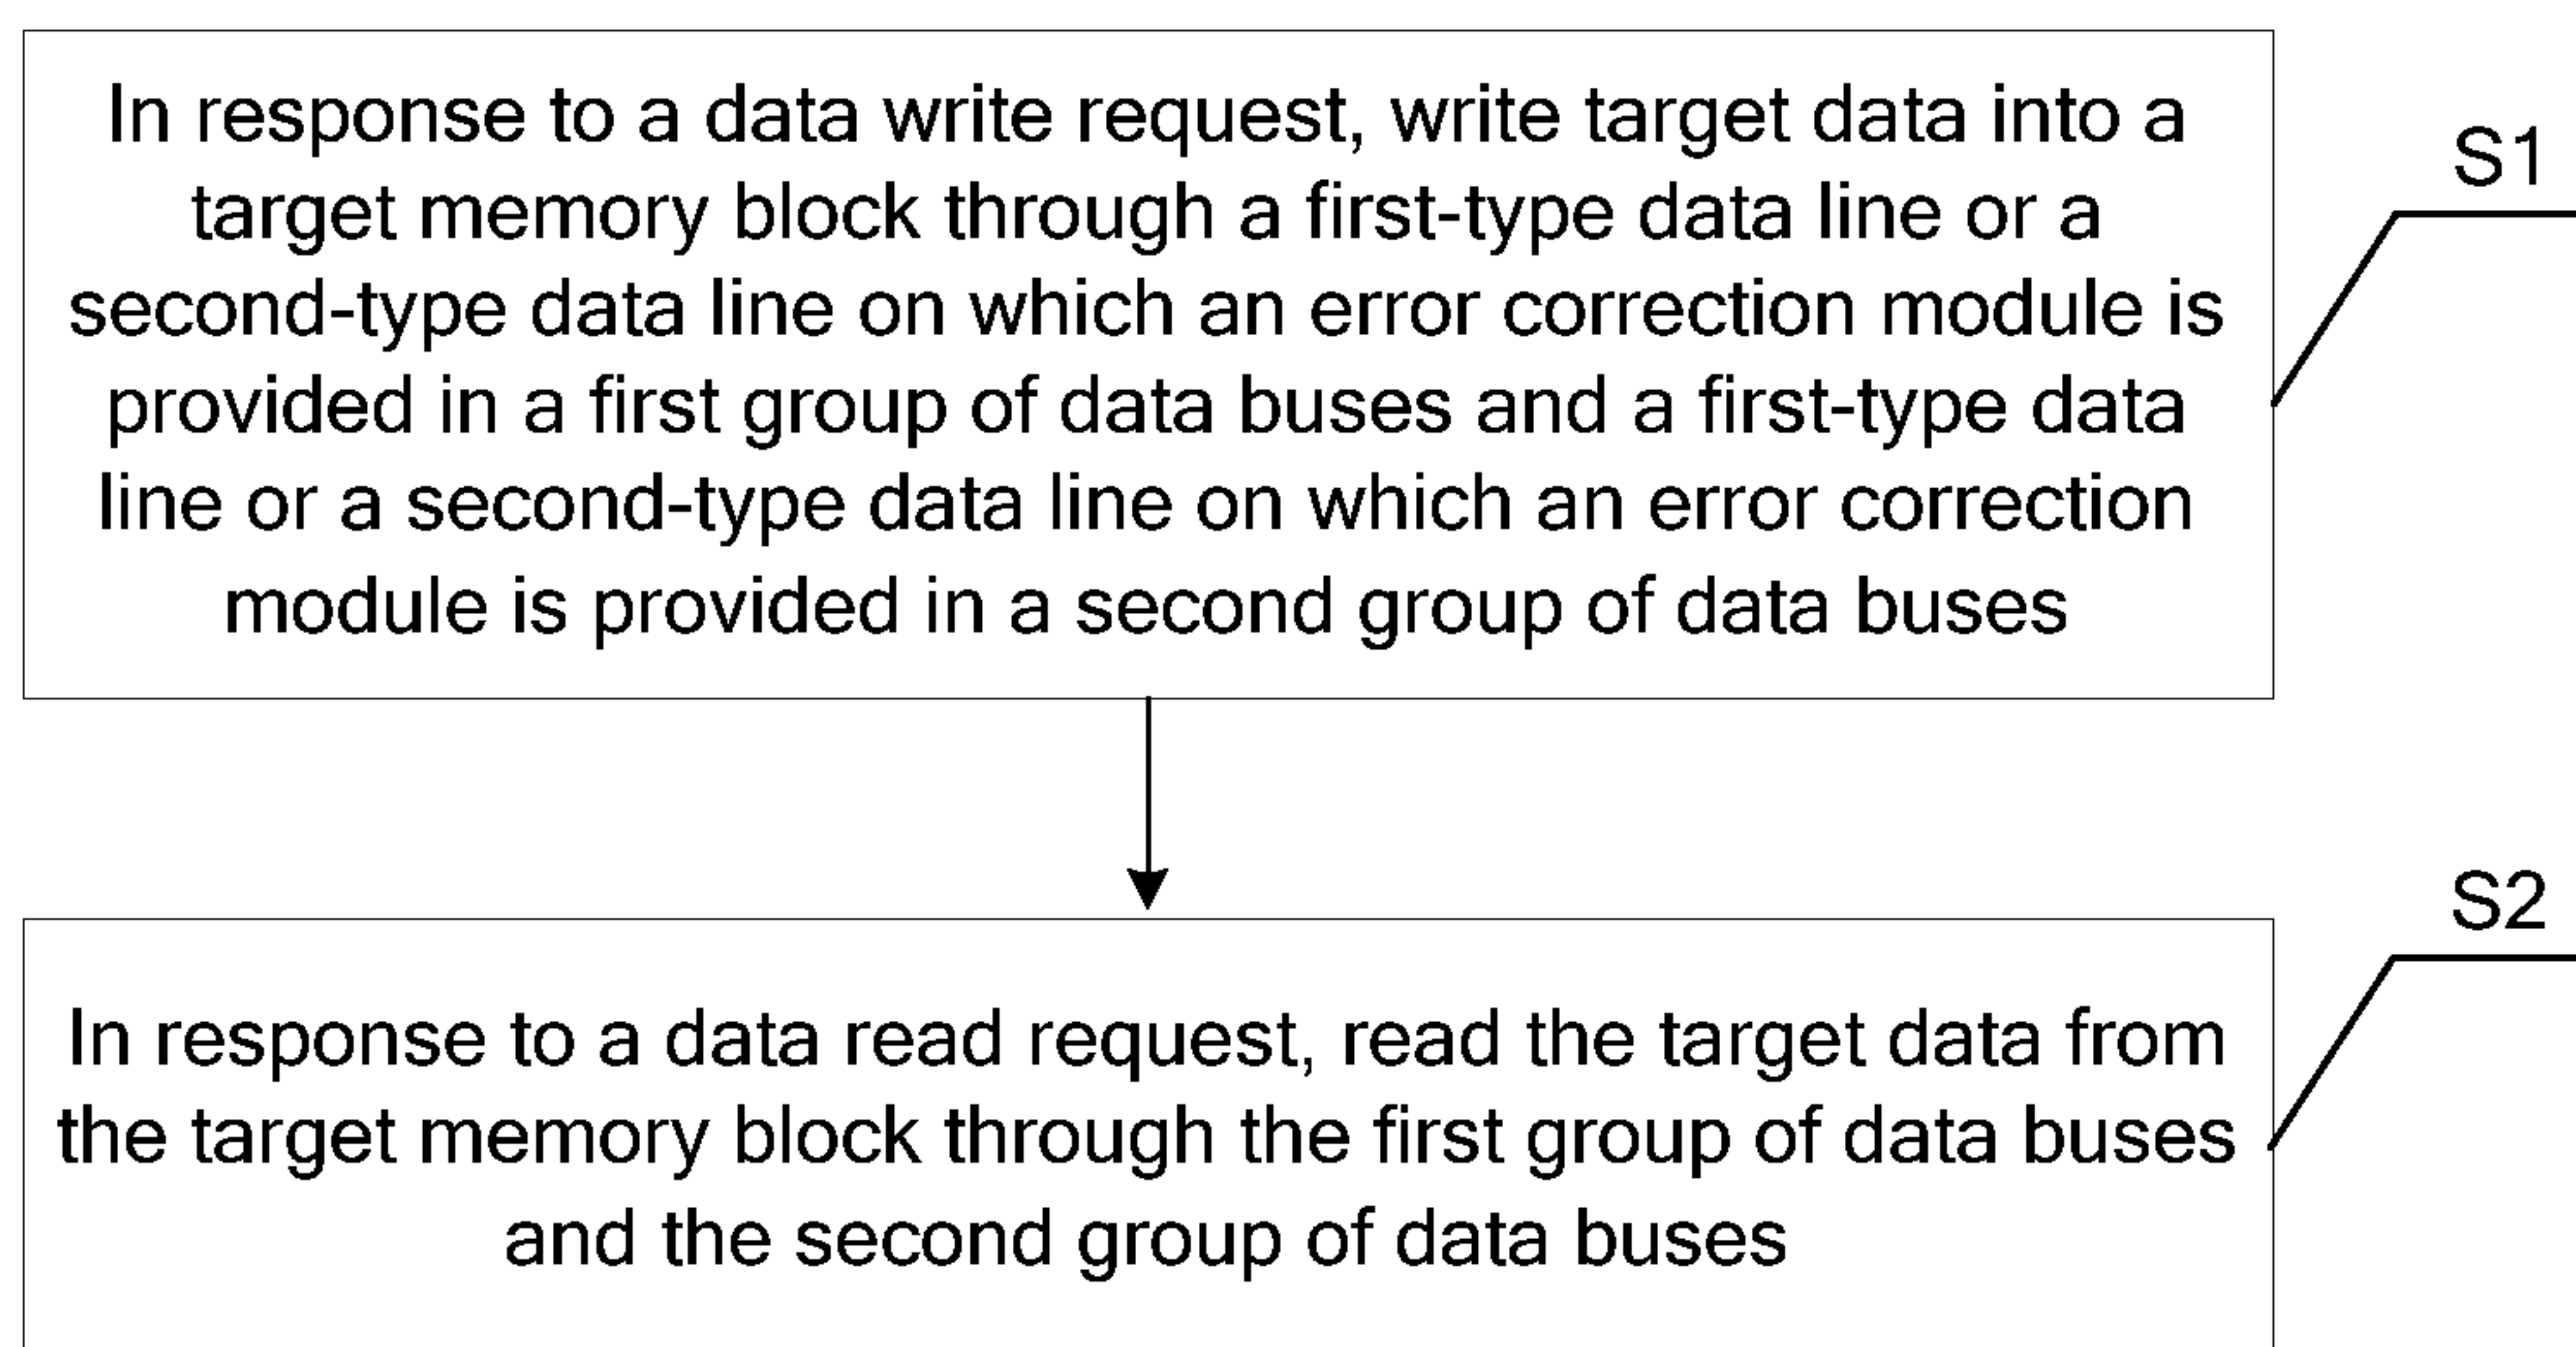 In response to a data write request, write target data into a
target memory block through a first-type data line or a
second-type data line on which an error correction module is
provided in a first group of data buses and a first-type data
line or a second-type data line on which an error correction
module is provided in a second group of data buses
S1
In response to a data read request, read the target data from
the target memory block through the first group of data buses
and the second group of data buses
S2